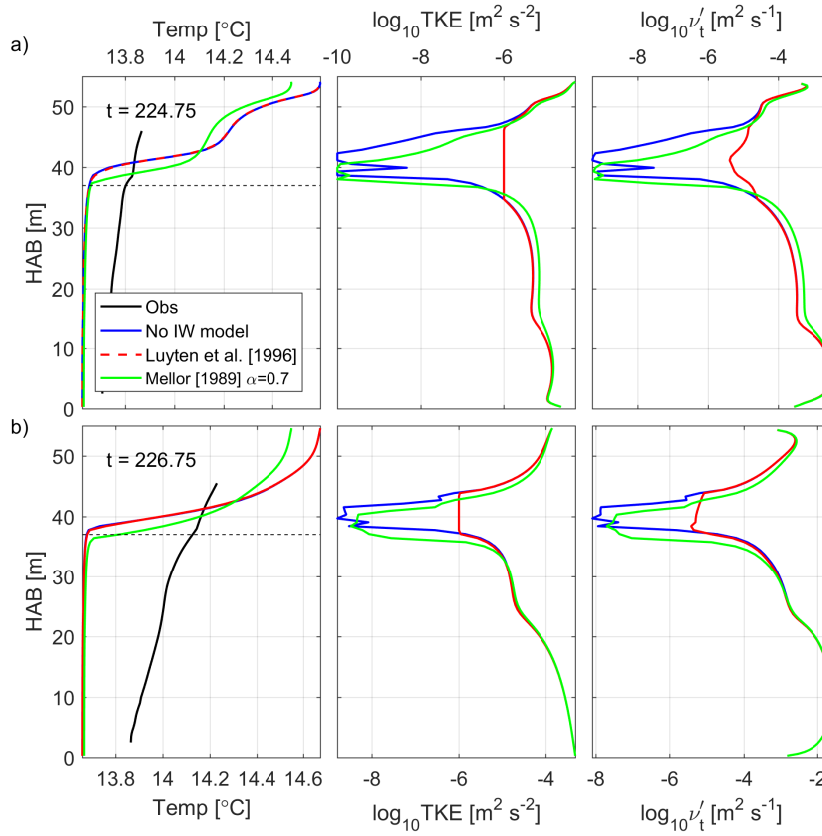 Temp [°C]
log₁₀TKE [m² s⁻²]
log₁₀ν′ₜ [m² s⁻¹]
a)
13.8 14 14.2 14.4
-10 -8 -6 -4
-8 -6 -4
HAB [m]
50
40
30
20
10
0
t = 224.75
Obs
No IW model
Luyten et al. [1996]
Mellor [1989] α=0.7
b)
HAB [m]
50
40
30
20
10
0
t = 226.75
13.8 14 14.2 14.4 14.6
-8 -6 -4
-8 -6 -4 -2
Temp [°C]
log₁₀TKE [m² s⁻²]
log₁₀ν′ₜ [m² s⁻¹]